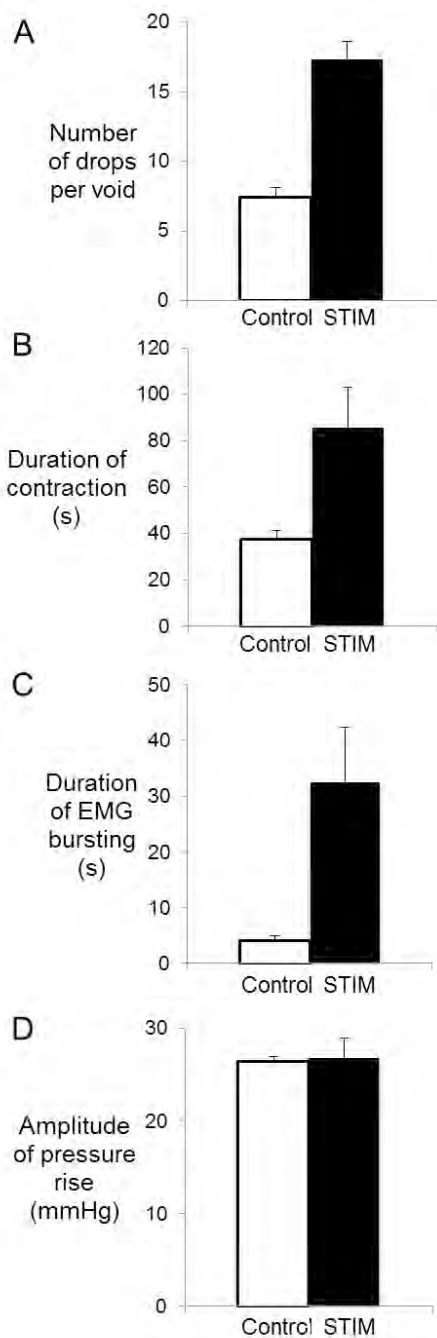 A
20
15
Number
of drops
per void
10
5
0
Control STIM
B
120
100
80
Duration of
contraction
(s)
60
40
20
0
Control STIM
C
50
40
30
Duration
of EMG
bursting
(s)
20
10
0
Control STIM
D
30
20
Amplitude
of pressure
rise
(mmHg)
10
0
Control STIM